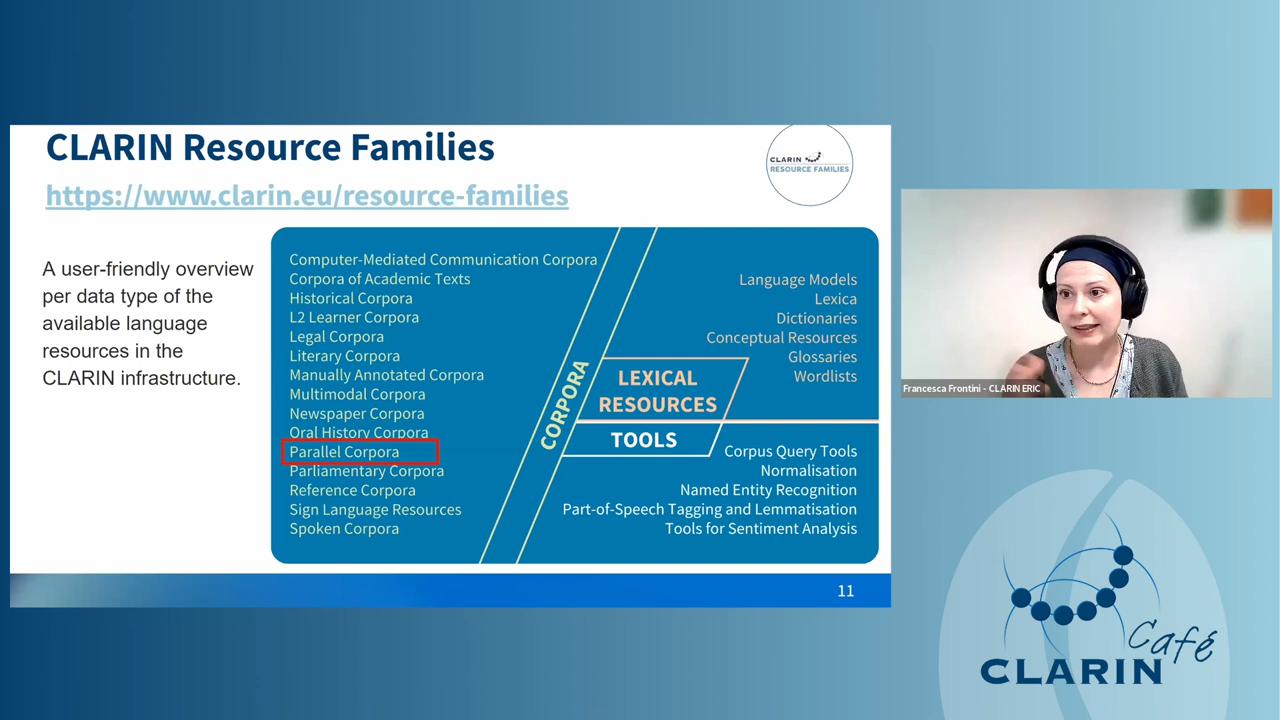 CLARIN Resource Families
https://www.clarin.eu/resource-families
CLARIN
RESOURCE FAMILIES
A user-friendly overview
per data type of the
available language
resources in the
CLARIN infrastructure.
Computer-Mediated Communication Corpora
Corpora of Academic Texts
Historical Corpora
L2 Learner Corpora
Legal Corpora
Literary Corpora
Manually Annotated Corpora
Multimodal Corpora
Newspaper Corpora
Oral History Corpora
Parallel Corpora
Parliamentary Corpora
Reference Corpora
Sign Language Resources
Spoken Corpora
CORPORA
Language Models
Lexica
Dictionaries
Conceptual Resources
Glossaries
Wordlists
LEXICAL
RESOURCES
TOOLS
Corpus Query Tools
Normalisation
Named Entity Recognition
Part-of-Speech Tagging and Lemmatisation
Tools for Sentiment Analysis
11
Francesca Frontini - CLARIN ERIC
Café
CLARIN